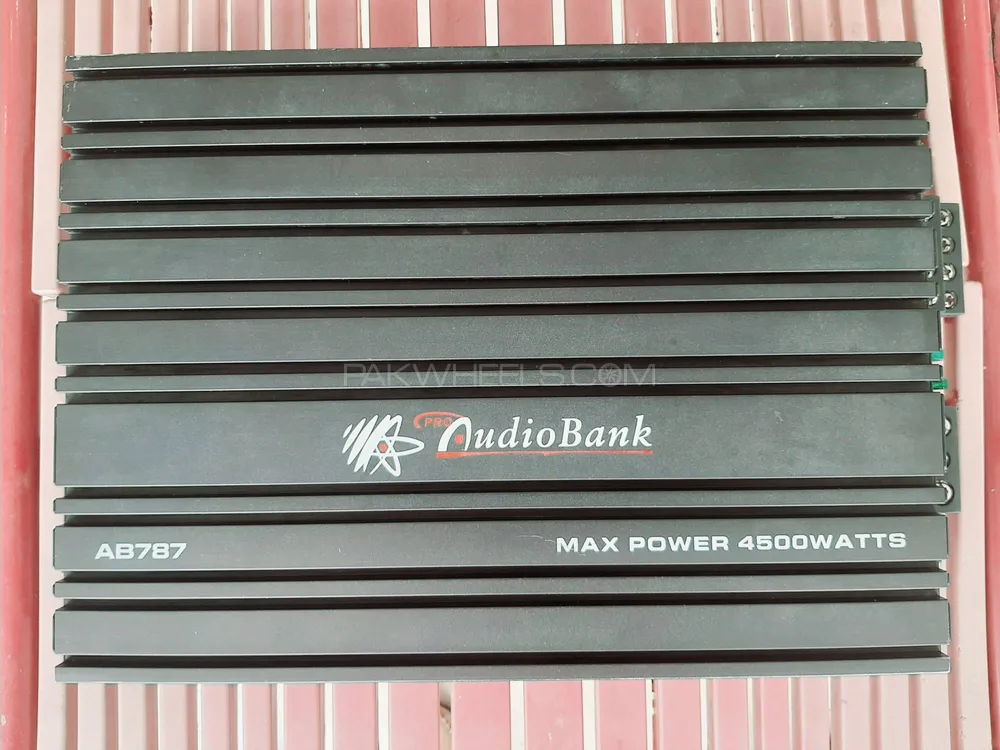 PAKWHEELS.COM
PRO
AudioBank
AB787
MAX POWER 4500WATTS